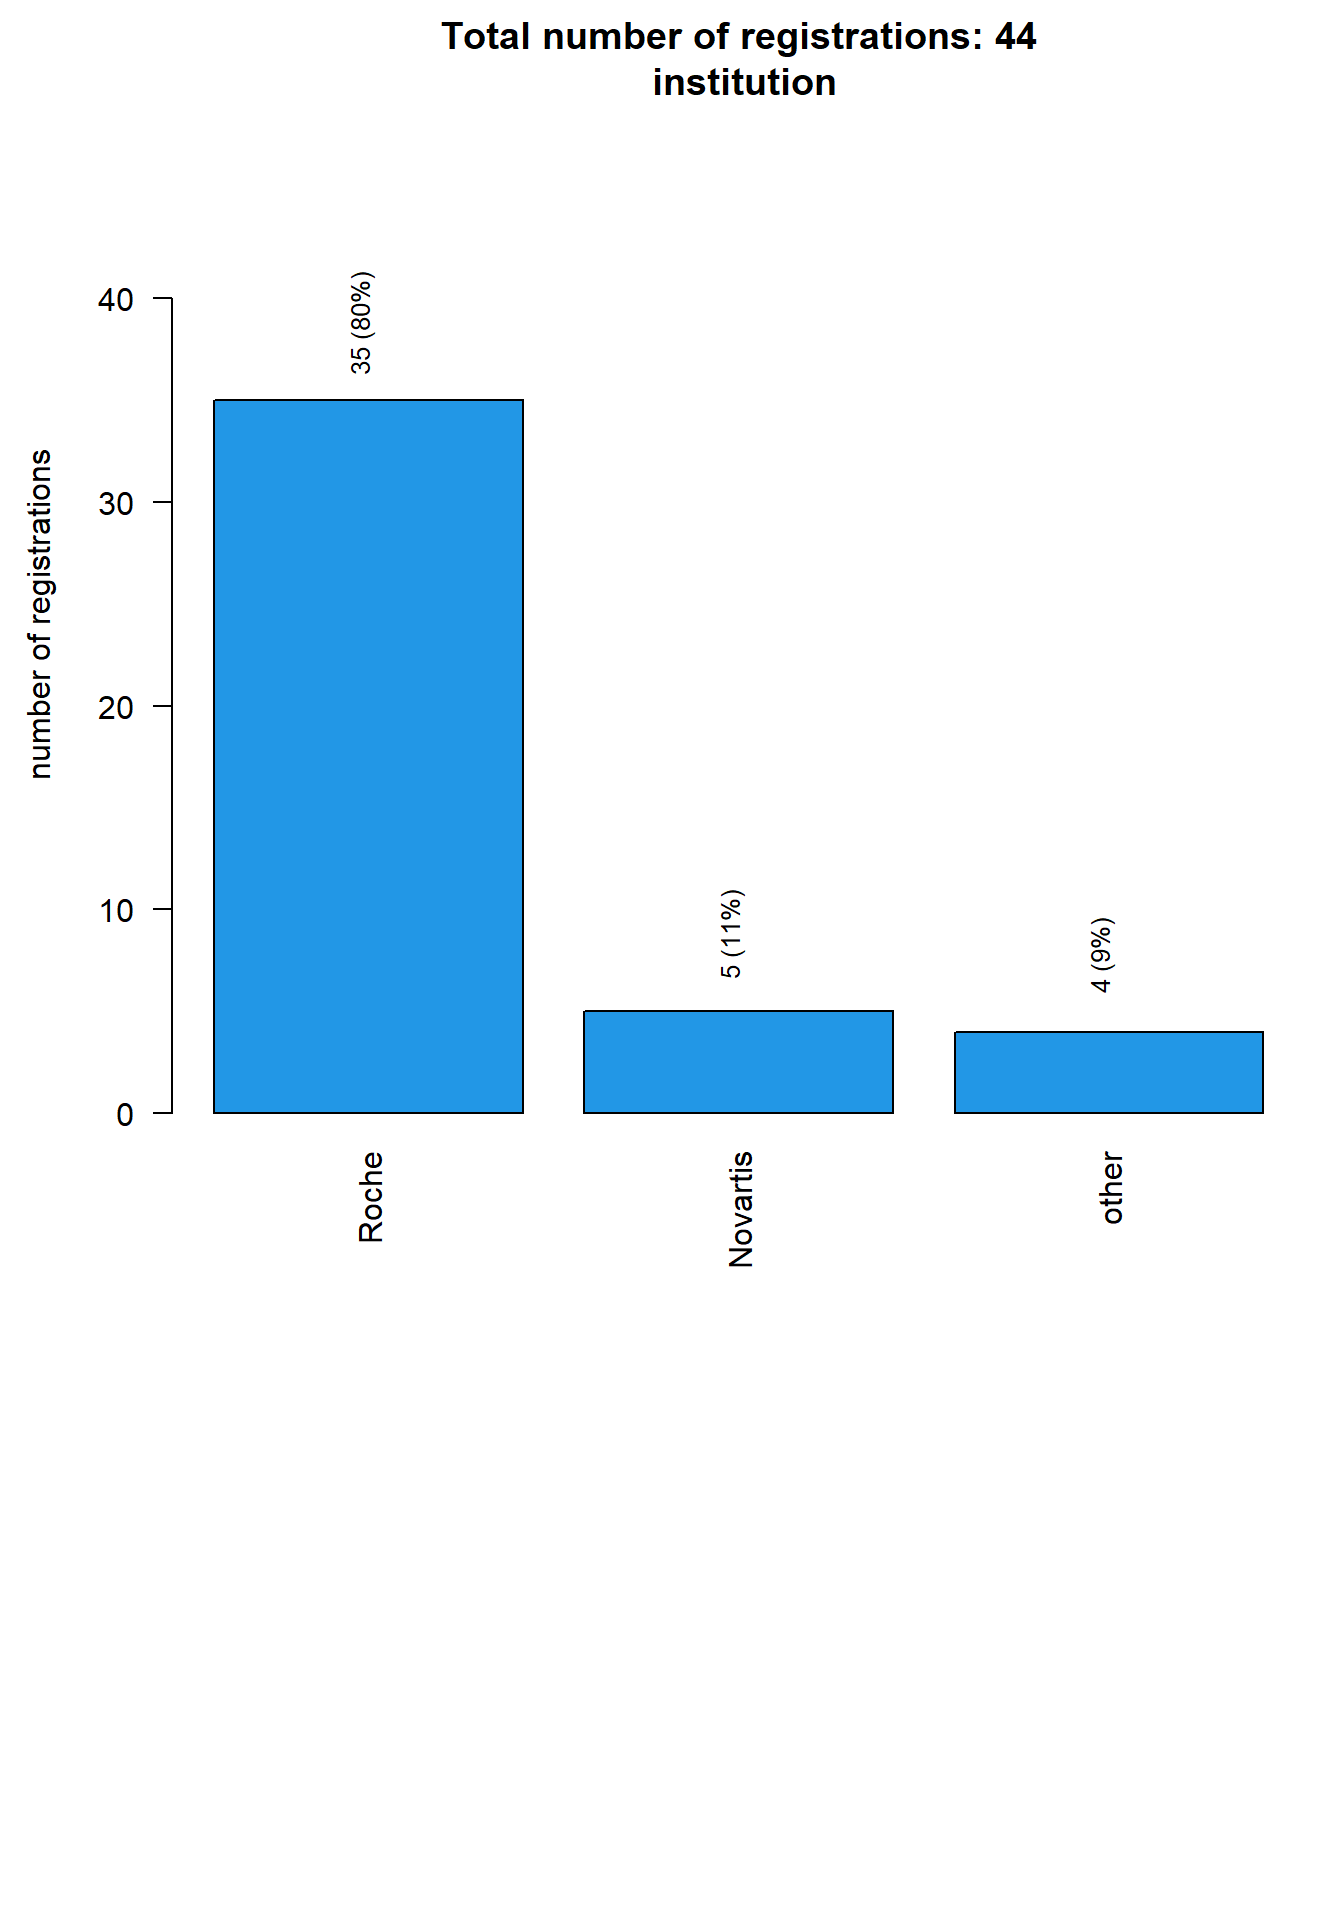 Total number of registrations: 44
institution
number of registrations
40
30
20
10
0
35 (80%)
5 (11%)
4 (9%)
Roche
Novartis
other